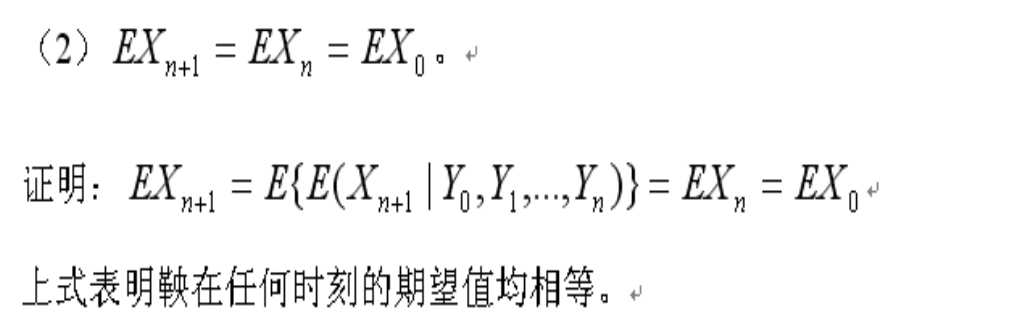 （2）EX_{n+1} = EX_n = EX_0。↵
证明：EX_{n+1} = E{E(X_{n+1} | Y_0,Y_1,...,Y_n)} = EX_n = EX_0↵
上式表明鞅在任何时刻的期望值均相等。↵